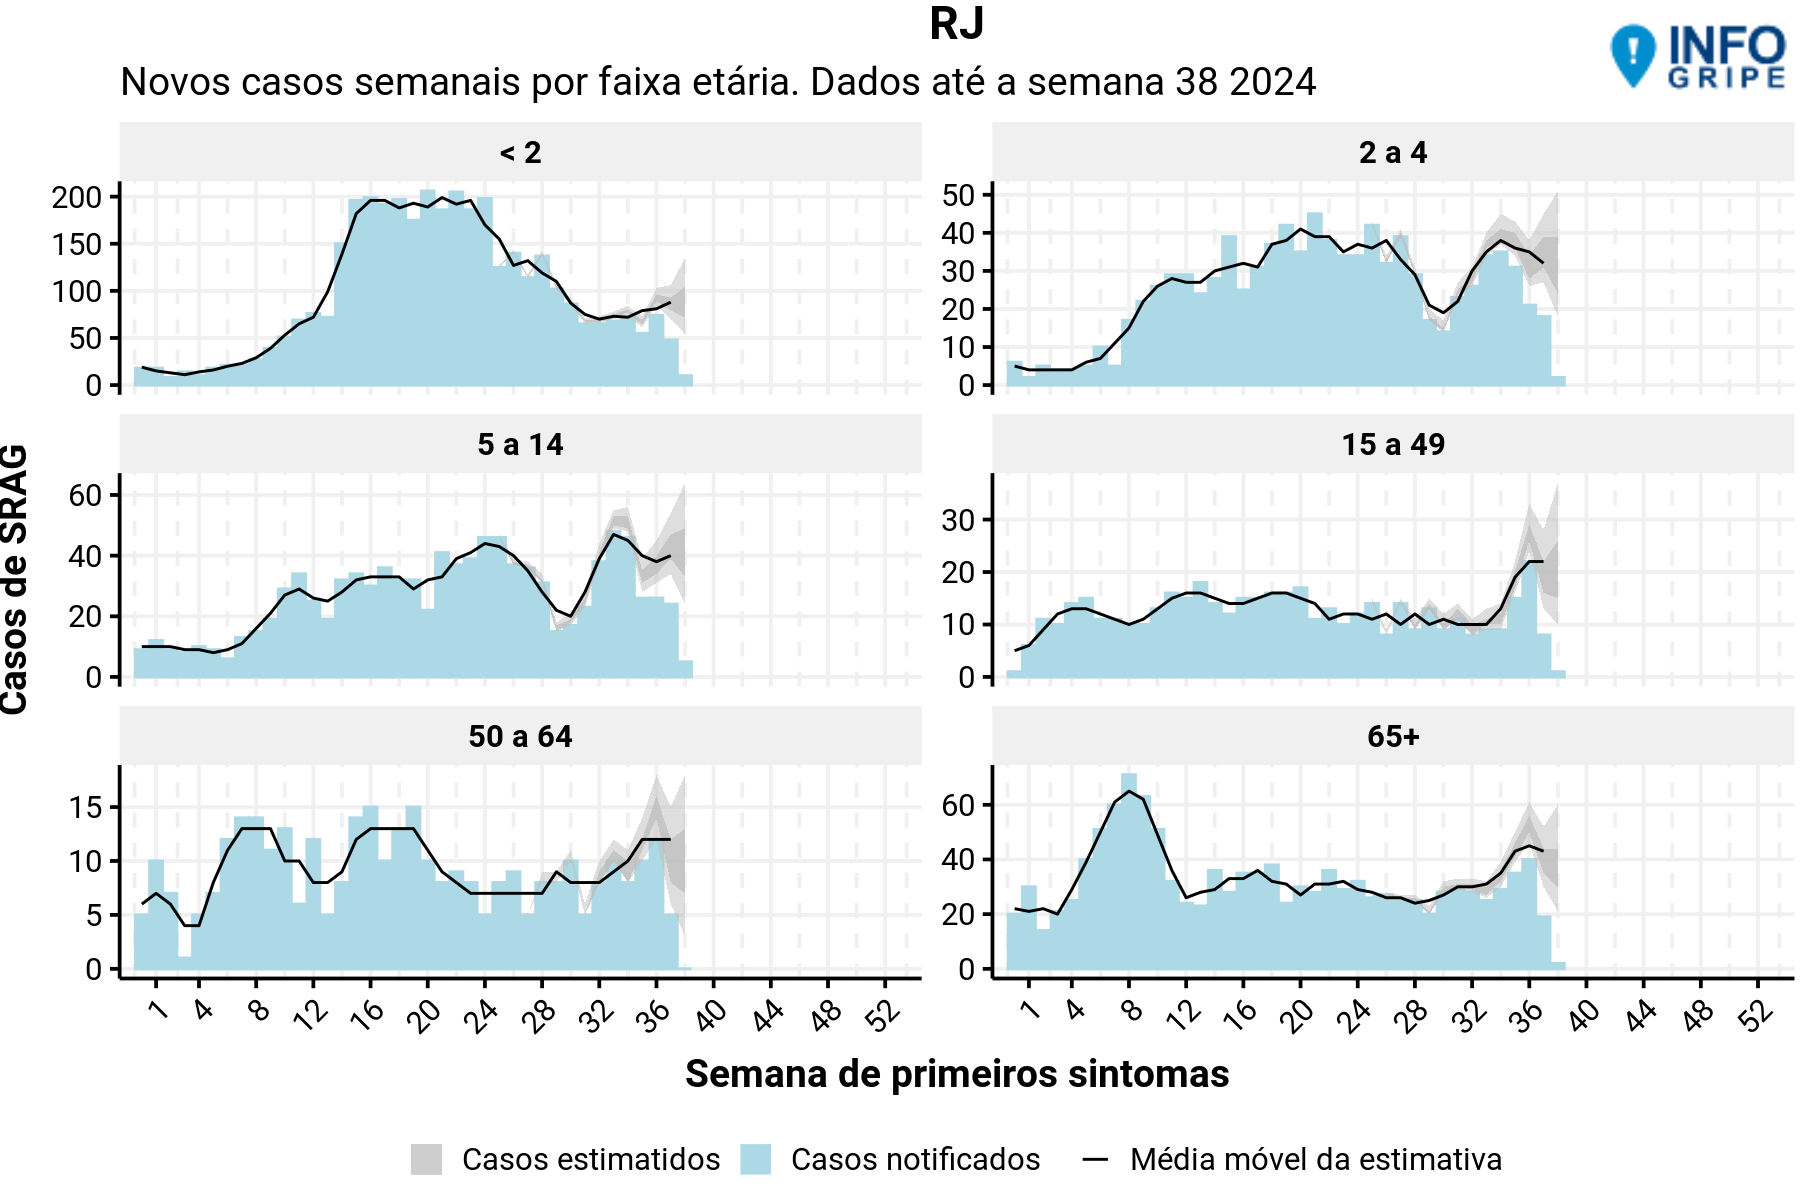 RJ
INFO
GRIPE
Novos casos semanais por faixa etária. Dados até a semana 38 2024
Casos de SRAG
< 2
200
150
100
50
0
2 a 4
50
40
30
20
10
0
5 a 14
60
40
20
0
15 a 49
30
20
10
0
50 a 64
15
10
5
0
65+
60
40
20
0
1 4 8 12 16 20 24 28 32 36 40 44 48 52
1 4 8 12 16 20 24 28 32 36 40 44 48 52
Semana de primeiros sintomas
Casos estimatidos Casos notificados Média móvel da estimativa